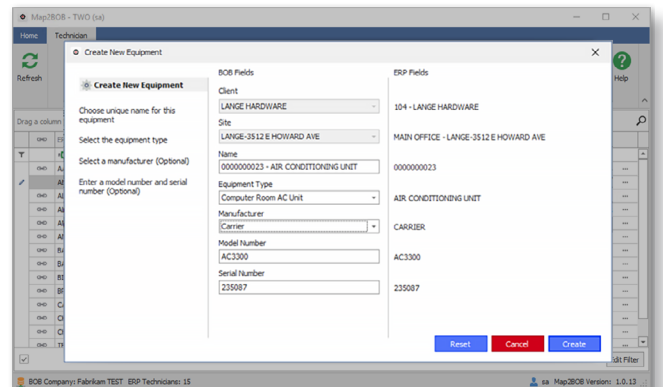 Map2BOB - TWO (sa)
Home Technician
Refresh
Help
Drag a column
Create New Equipment
Create New Equipment
Choose unique name for this
equipment
Select the equipment type
Select a manufacturer (Optional)
Enter a model number and serial
number (Optional)
BOB Fields
ERP Fields
Client
LANGE HARDWARE
104 - LANGE HARDWARE
Site
LANGE-3512 E HOWARD AVE
MAIN OFFICE - LANGE-3512 E HOWARD AVE
Name
0000000023 - AIR CONDITIONING UNIT
0000000023
Equipment Type
Computer Room AC Unit
AIR CONDITIONING UNIT
Manufacturer
Carrier
CARRIER
Model Number
AC3300
AC3300
Serial Number
235087
235087
Reset Cancel Create
Edit Filter
BOB Company: Fabrikam TEST ERP Technicians: 15
sa Map2BOB Version: 1.0.13